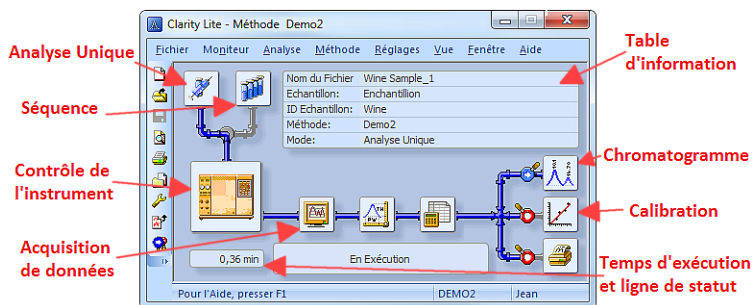 Clarity Lite - Méthode Demo2
Fichier Moniteur Analyse Méthode Réglages Vue Fenêtre Aide
Analyse Unique
Séquence
Contrôle de
l'instrument
Acquisition
de données
Table
d'information
Nom du Fichier Wine Sample_1
Echantillon: Enchantillon
ID Echantillon: Wine
Méthode: Demo2
Mode: Analyse Unique
Chromatogramme
Calibration
Temps d'exécution
et ligne de statut
0,36 min
En Exécution
Pour l'Aide, presser F1 DEMO2 Jean